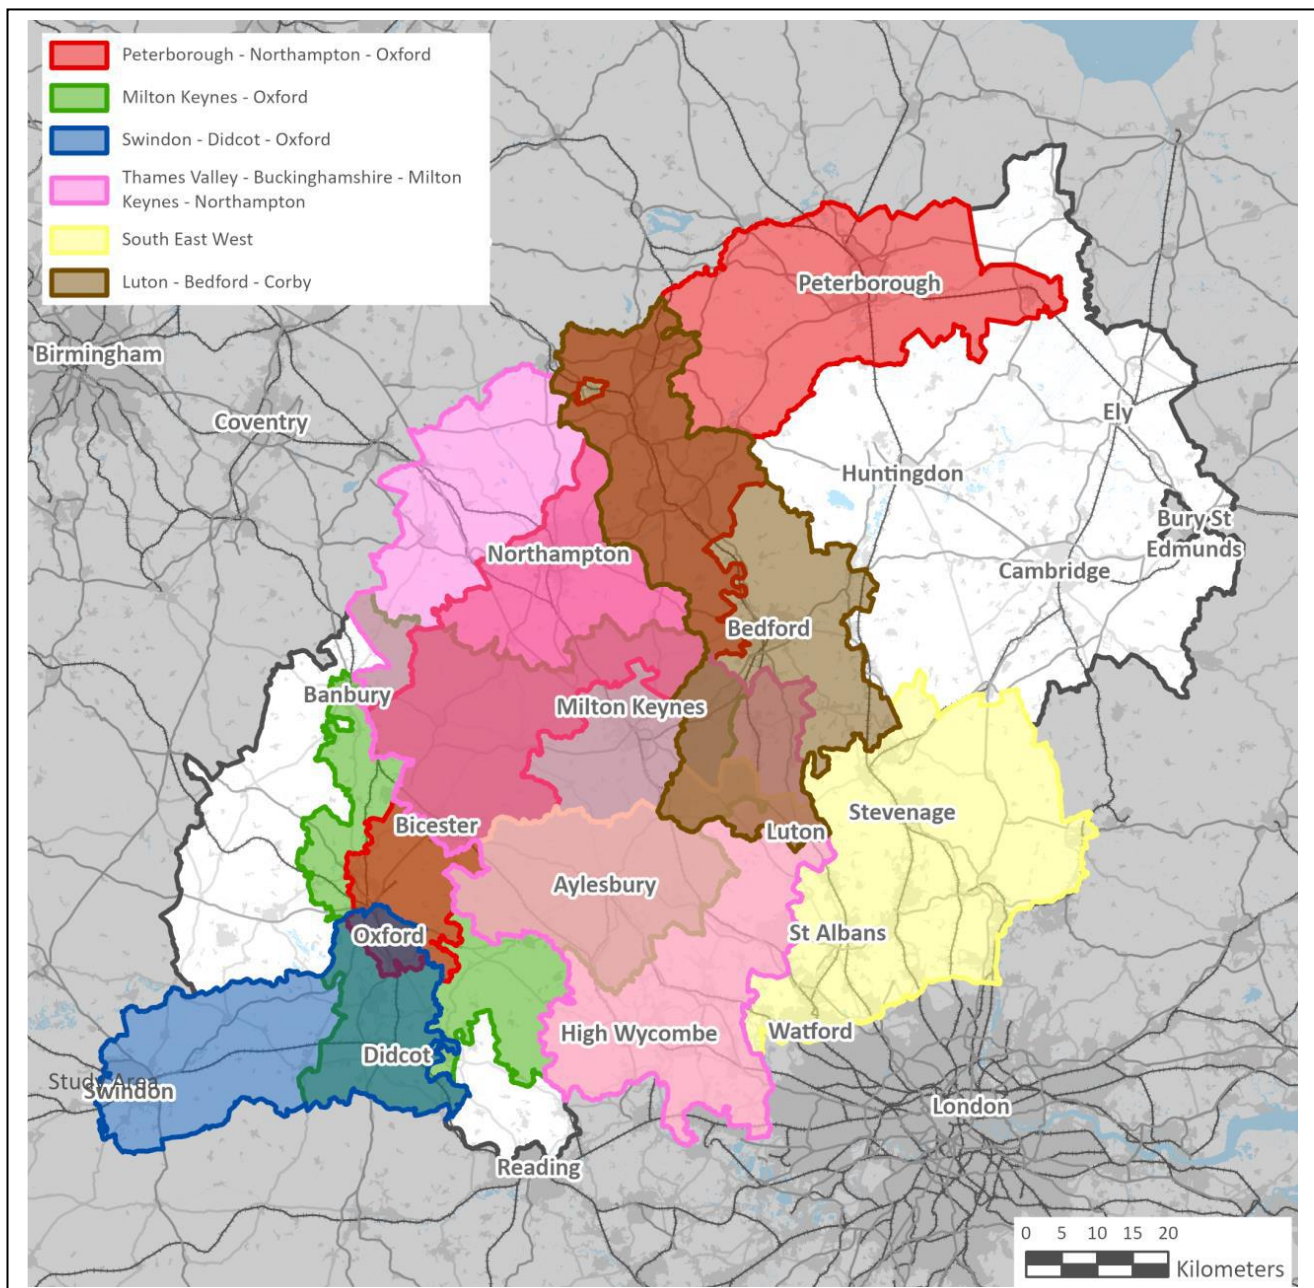 Peterborough - Northampton - Oxford
Milton Keynes - Oxford
Swindon - Didcot - Oxford
Thames Valley - Buckinghamshire - Milton
Keynes - Northampton
South East West
Luton - Bedford - Corby
Peterborough
Birmingham
Coventry
Ely
Huntingdon
Bury St
Edmunds
Northampton
Cambridge
Bedford
Banbury
Milton Keynes
Bicester
Luton
Stevenage
Aylesbury
Oxford
St Albans
High Wycombe
Watford
Didcot
Study Area
Swindon
London
Reading
0 5 10 15 20
Kilometers